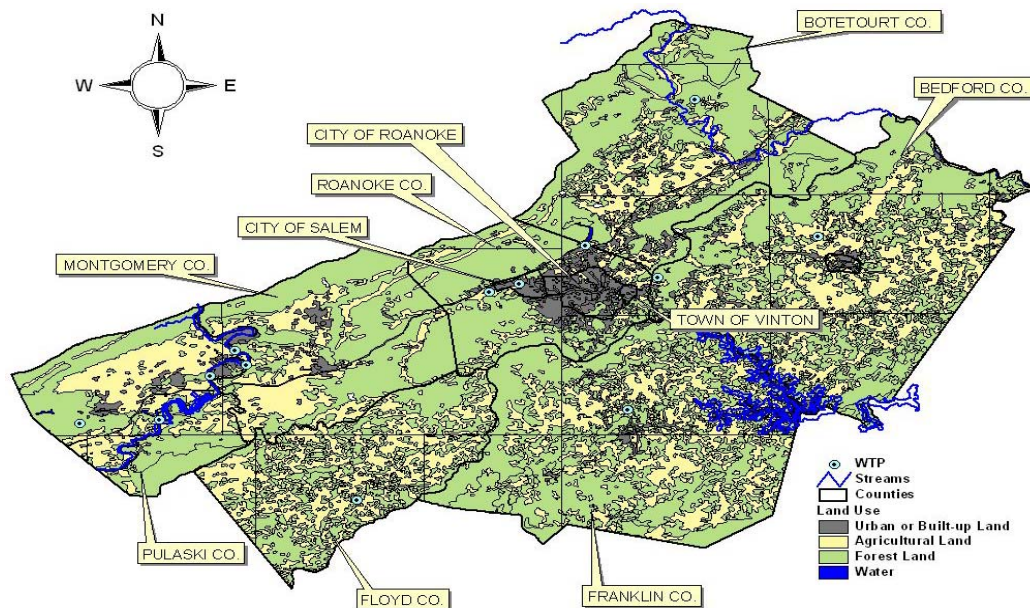 N
W
E
S
BOTETOURT CO.
BEDFORD CO.
CITY OF ROANOKE
ROANOKE CO.
CITY OF SALEM
MONTGOMERY CO.
TOWN OF VINTON
PULASKI CO.
FLOYD CO.
FRANKLIN CO.
WTP
Streams
Counties
Land Use
Urban or Built-up Land
Agricultural Land
Forest Land
Water